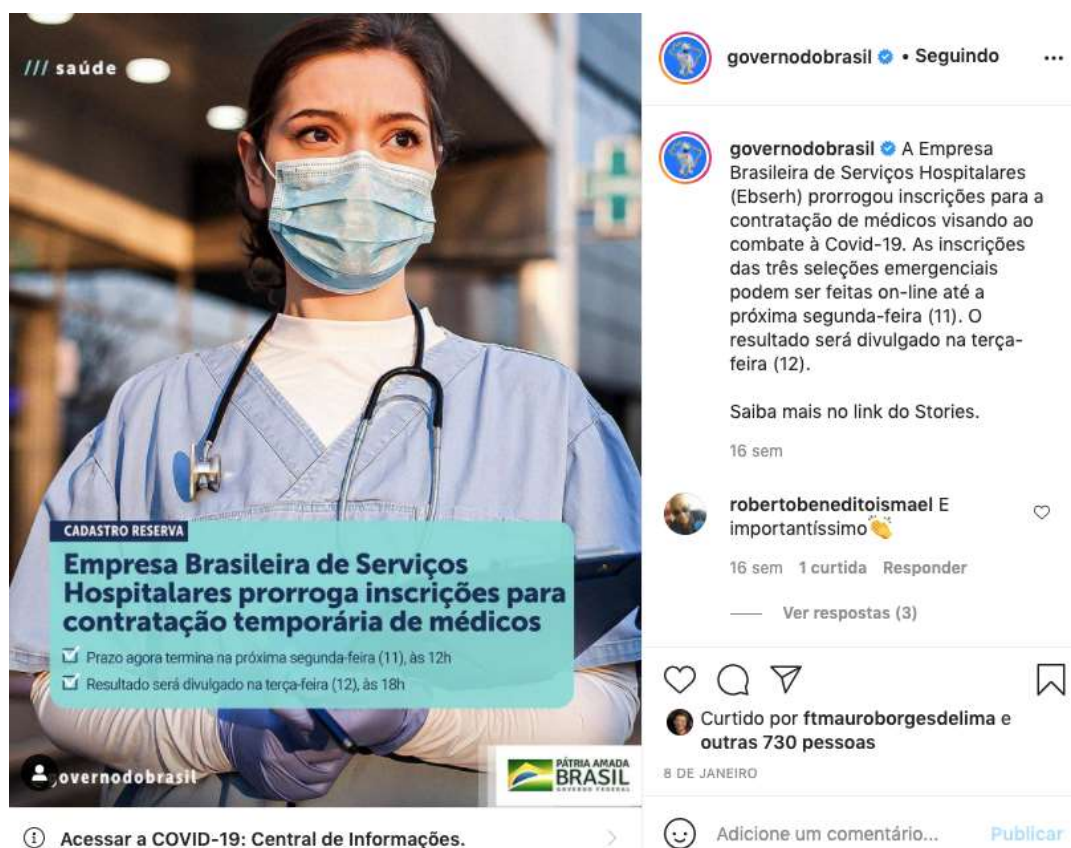 /// saúde
CADASTRO RESERVA
Empresa Brasileira de Serviços
Hospitalares prorroga inscrições para
contratação temporária de médicos
Prazo agora termina na próxima segunda-feira (11), às 12h
Resultado será divulgado na terça-feira (12), às 18h
overnodobrasil
PÁTRIA AMADA
BRASIL
GOVERNO FEDERAL
Acessar a COVID-19: Central de Informações.
governodobrasil • Seguindo
governodobrasil A Empresa
Brasileira de Serviços Hospitalares
(Ebserh) prorrogou inscrições para a
contratação de médicos visando ao
combate à Covid-19. As inscrições
das três seleções emergenciais
podem ser feitas on-line até a
próxima segunda-feira (11). O
resultado será divulgado na terça-
feira (12).
Saiba mais no link do Stories.
16 sem
robertobeneditoismael E
importantíssimo👏
16 sem 1 curtida Responder
Ver respostas (3)
Curtido por ftmauroborgesdelima e
outras 730 pessoas
8 DE JANEIRO
Adicione um comentário... Publicar